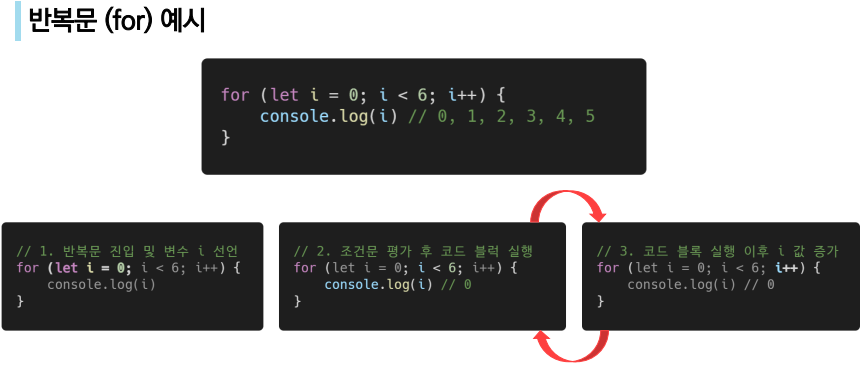 반복문 (for) 예시
for (let i = 0; i < 6; i++) {
    console.log(i) // 0, 1, 2, 3, 4, 5
}
// 1. 반복문 진입 및 변수 i 선언
for (let i = 0; i < 6; i++) {
    console.log(i)
}
// 2. 조건문 평가 후 코드 블럭 실행
for (let i = 0; i < 6; i++) {
    console.log(i) // 0
}
// 3. 코드 블록 실행 이후 i 값 증가
for (let i = 0; i < 6; i++) {
    console.log(i) // 0
}